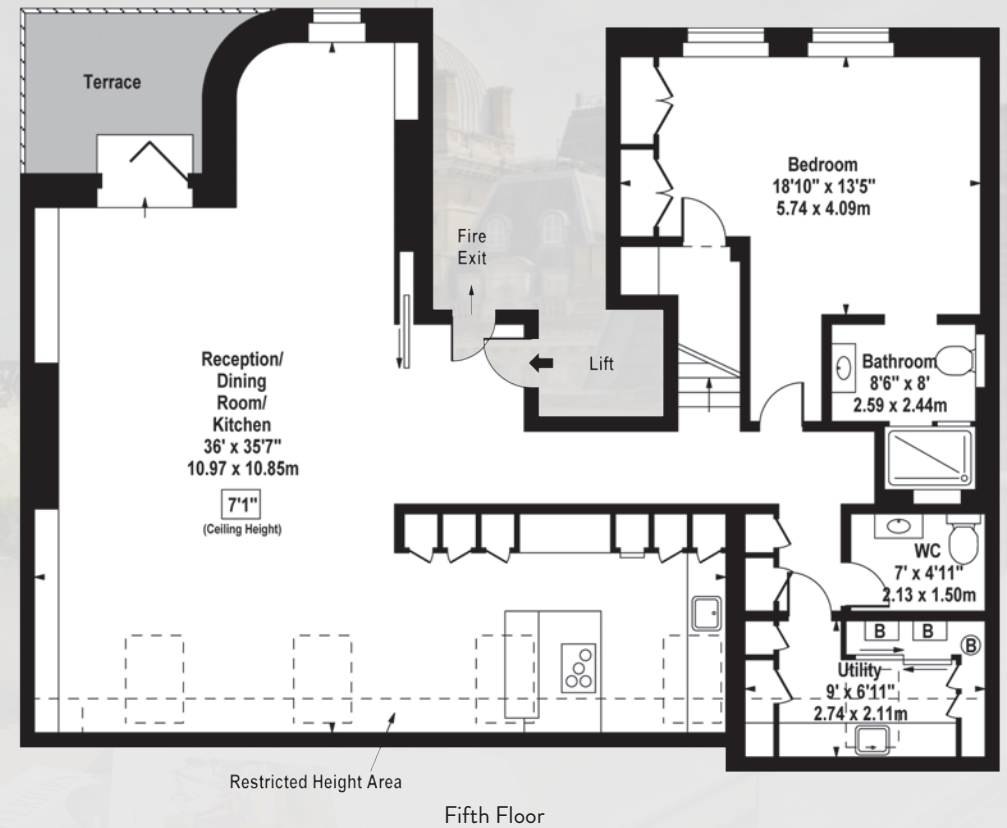 Terrace
Fire
Exit
Lift
Bedroom
18'10" x 13'5"
5.74 x 4.09m
Reception/
Dining
Room/
Kitchen
36' x 35'7"
10.97 x 10.85m
7'1"
(Ceiling Height)
Bathroom
8'6" x 8'
2.59 x 2.44m
WC
7' x 4'11"
2.13 x 1.50m
B B
B
Utility
9' x 6'11"
2.74 x 2.11m
Restricted Height Area
Fifth Floor